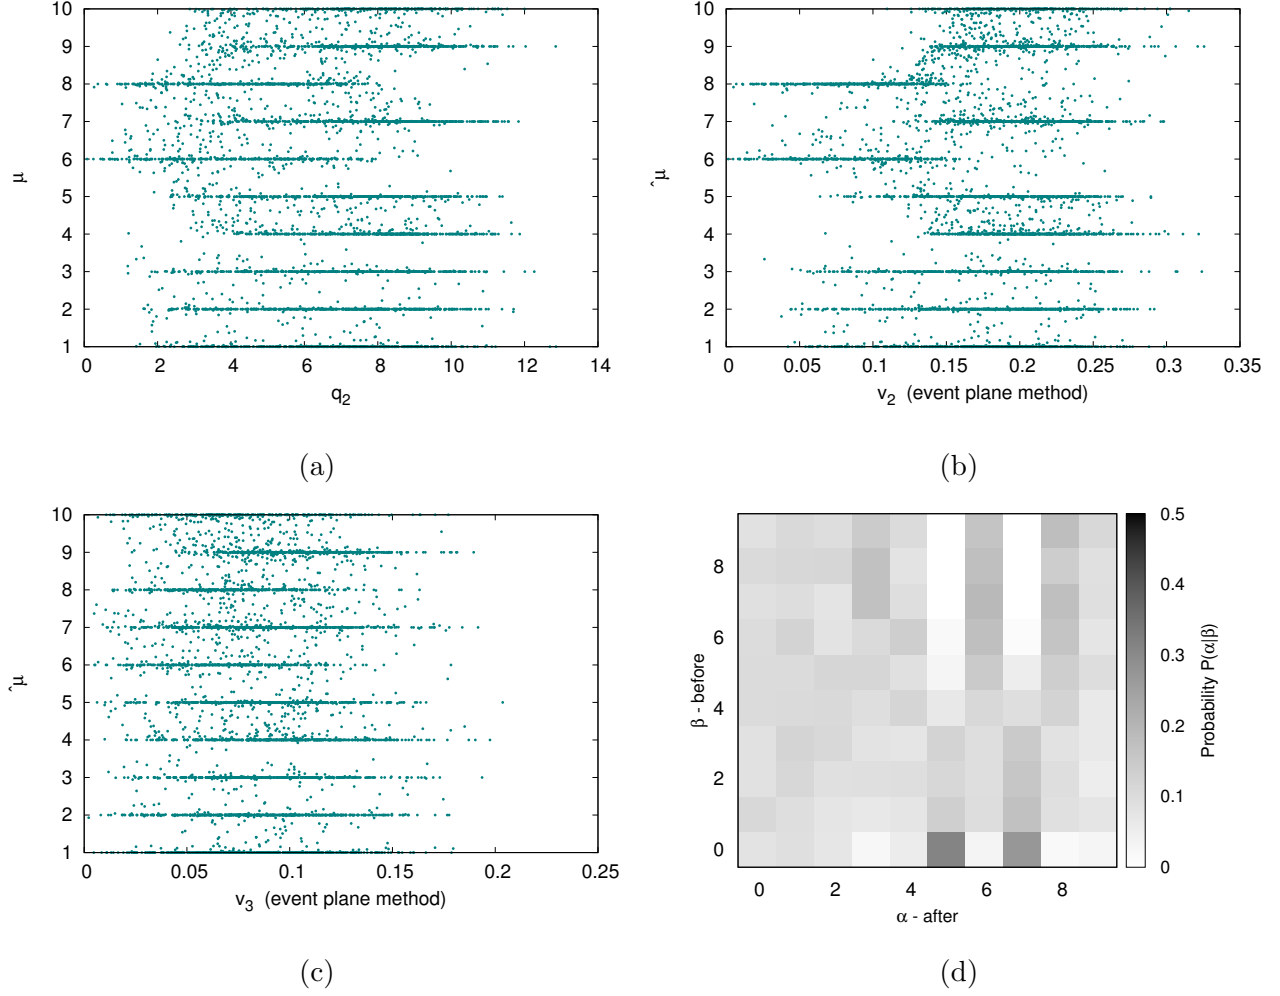 10
9
8
7
6
5
4
3
2
1
μ
0 2 4 6 8 10 12 14
q2
(a)
10
9
8
7
6
5
4
3
2
1
μ̂
0 0.05 0.1 0.15 0.2 0.25 0.3 0.35
v2 (event plane method)
(b)
10
9
8
7
6
5
4
3
2
1
μ̂
0 0.05 0.1 0.15 0.2 0.25
v3 (event plane method)
(c)
8
6
4
2
0
β - before
0 2 4 6 8
α - after
0.5
0.4
0.3
0.2
0.1
0
Probability P(α|β)
(d)